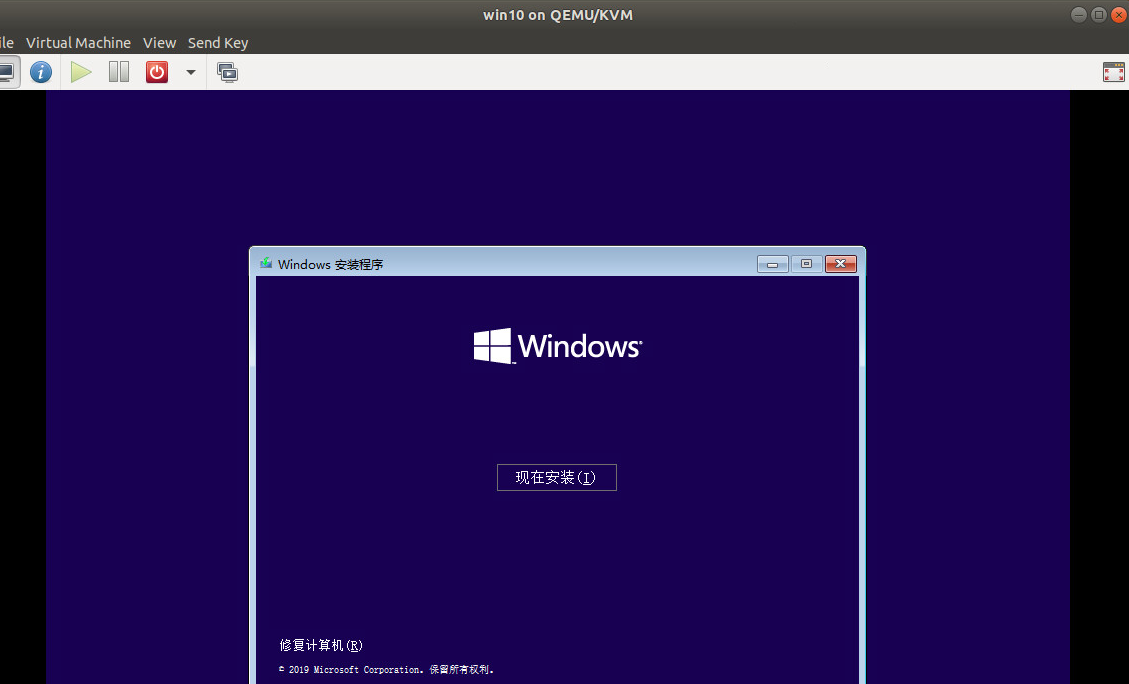 win10 on QEMU/KVM
ile Virtual Machine View Send Key
Windows 安装程序
Windows
现在安装(I)
修复计算机(R)
© 2019 Microsoft Corporation。保留所有权利。